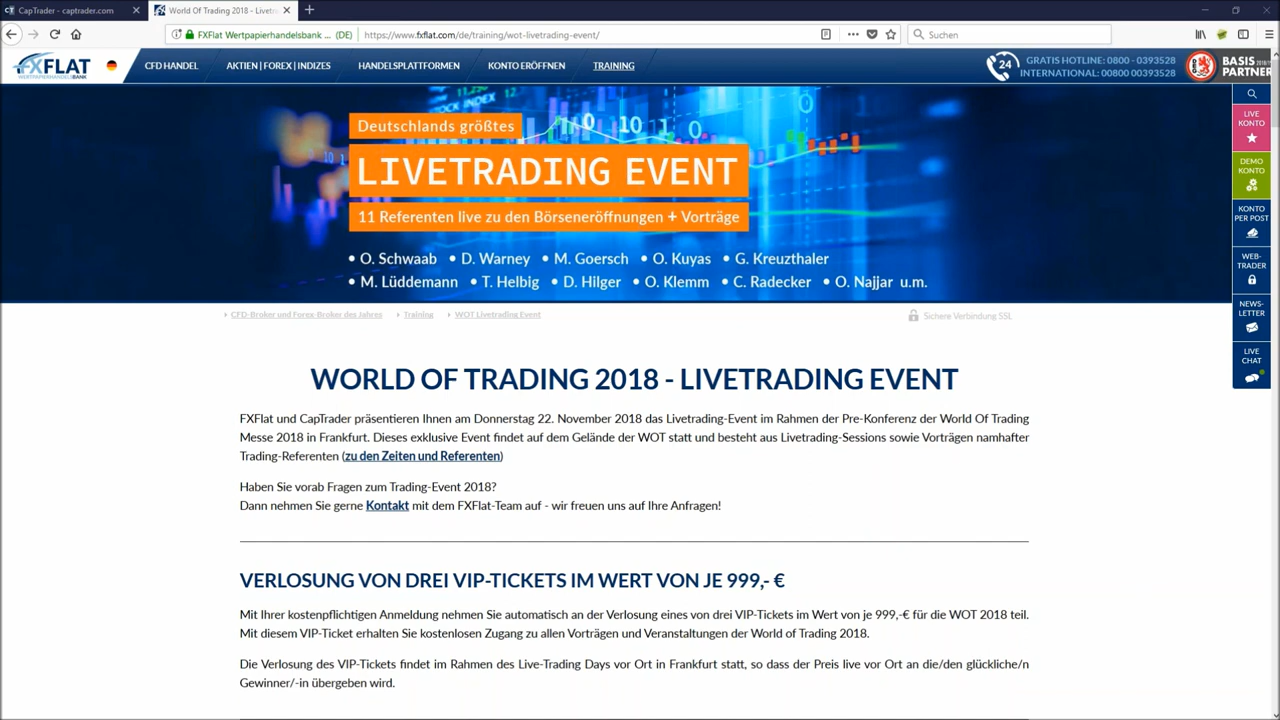 CapTrader - captrader.com
World Of Trading 2018 - Livetr
FXFlat Wertpapierhandelsbank ... (DE)
https://www.fxflat.com/de/training/wot-livetrading-event/
Suchen
FXFLAT
WERTPAPIERHANDELSBANK
CFD HANDEL
AKTIEN | FOREX | INDIZES
HANDELSPLATTFORMEN
KONTO ERÖFFNEN
TRAINING
24
GRATIS HOTLINE: 0800 - 0393528
INTERNATIONAL: 00800 00393528
BASIS
PARTNER
STOCK INDEX 12
Deutschlands größtes
LIVETRADING EVENT
11 Referenten live zu den Börseneröffnungen + Vorträge
• O. Schwaab • D. Warney • M. Goersch • O. Kuyas • G. Kreuzthaler
• M. Lüddemann • T. Helbig • D. Hilger • O. Klemm • C. Radecker • O. Najjar u.m.
LIVE
KONTO
DEMO
KONTO
KONTO
PER POST
WEB-
TRADER
NEWS-
LETTER
LIVE
CHAT
CFD-Broker und Forex-Broker des Jahres
Training
WOT Livetrading Event
Sichere Verbindung SSL
WORLD OF TRADING 2018 - LIVETRADING EVENT
FXFlat und CapTrader präsentieren Ihnen am Donnerstag 22. November 2018 das Livetrading-Event im Rahmen der Pre-Konferenz der World Of Trading
Messe 2018 in Frankfurt. Dieses exklusive Event findet auf dem Gelände der WOT statt und besteht aus Livetrading-Sessions sowie Vorträgen namhafter
Trading-Referenten (zu den Zeiten und Referenten)
Haben Sie vorab Fragen zum Trading-Event 2018?
Dann nehmen Sie gerne Kontakt mit dem FXFlat-Team auf - wir freuen uns auf Ihre Anfragen!
VERLOSUNG VON DREI VIP-TICKETS IM WERT VON JE 999,- €
Mit Ihrer kostenpflichtigen Anmeldung nehmen Sie automatisch an der Verlosung eines von drei VIP-Tickets im Wert von je 999,-€ für die WOT 2018 teil.
Mit diesem VIP-Ticket erhalten Sie kostenlosen Zugang zu allen Vorträgen und Veranstaltungen der World of Trading 2018.
Die Verlosung des VIP-Tickets findet im Rahmen des Live-Trading Days vor Ort in Frankfurt statt, so dass der Preis live vor Ort an die/den glückliche/n
Gewinner/-in übergeben wird.